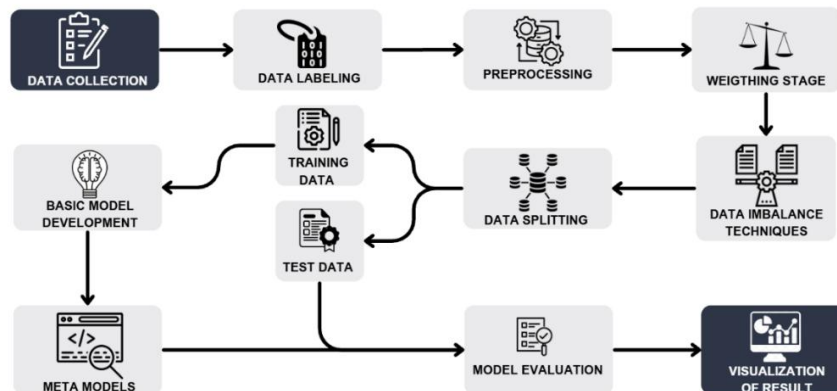 DATA COLLECTION
DATA LABELING
PREPROCESSING
WEIGTHING STAGE
TRAINING
DATA
BASIC MODEL
DEVELOPMENT
DATA SPLITTING
DATA IMBALANCE
TECHNIQUES
TEST DATA
META MODELS
MODEL EVALUATION
VISUALIZATION
OF RESULT